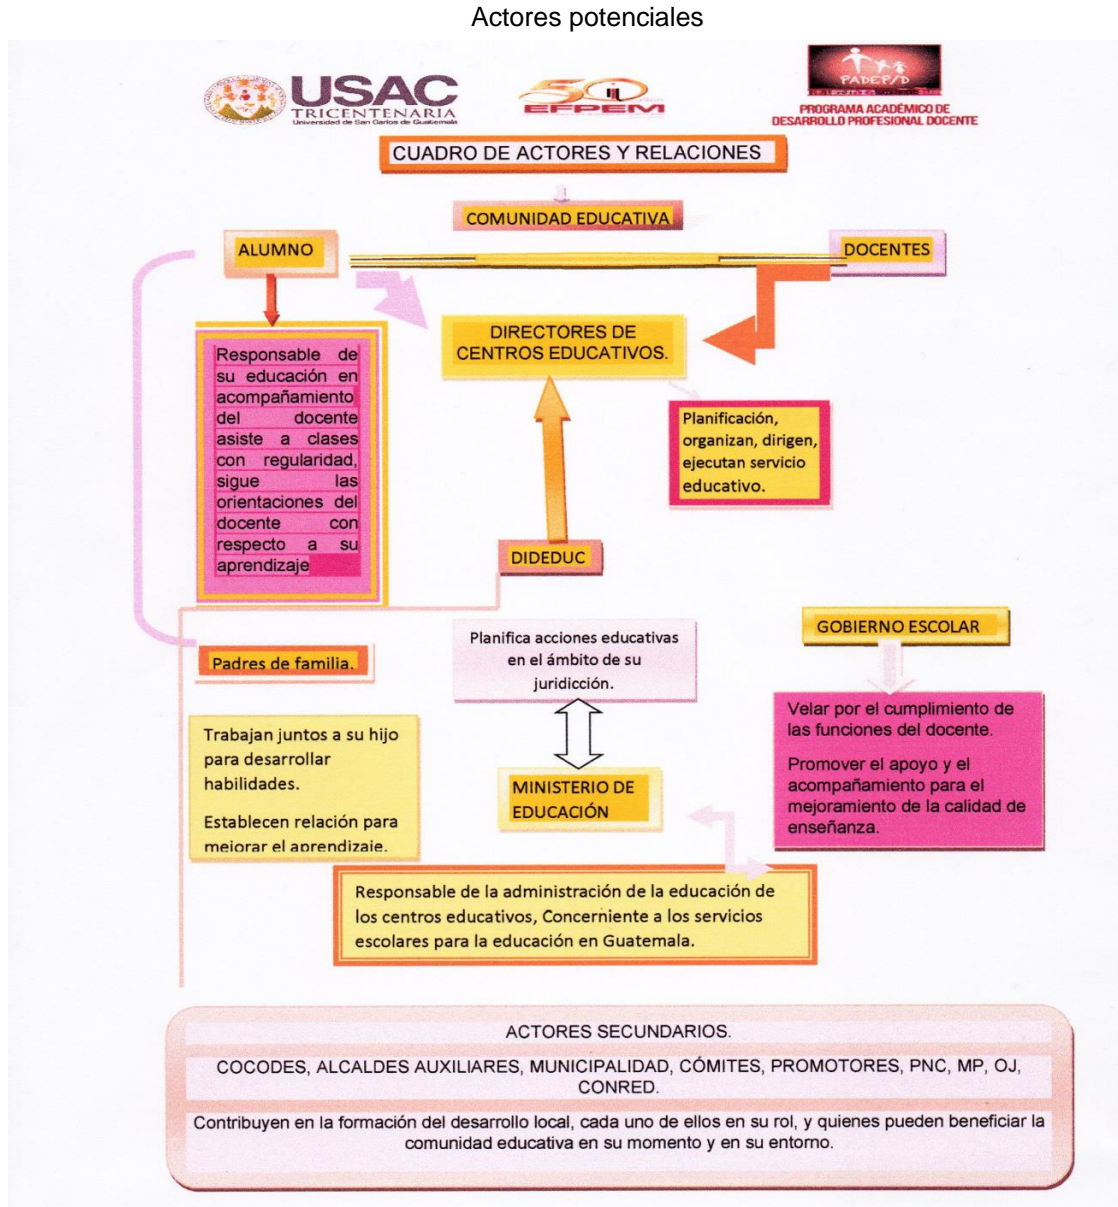 Actores potenciales
USAC
TRICENTENARIA
Universidad de San Carlos de Guatemala
50
EFPEM
PADEP/D
PROGRAMA ACADÉMICO DE
DESARROLLO PROFESIONAL DOCENTE
CUADRO DE ACTORES Y RELACIONES
COMUNIDAD EDUCATIVA
ALUMNO
DOCENTES
DIRECTORES DE
CENTROS EDUCATIVOS.
Responsable de
su educación en
acompañamiento
del docente
asiste a clases
con regularidad,
sigue las
orientaciones del
docente con
respecto a su
aprendizaje
Planificación,
organizan, dirigen,
ejecutan servicio
educativo.
DIDEDUC
Planifica acciones educativas
en el ámbito de su
juridicción.
GOBIERNO ESCOLAR
Padres de familia.
Velar por el cumplimiento de
las funciones del docente.
Promover el apoyo y el
acompañamiento para el
mejoramiento de la calidad de
enseñanza.
Trabajan juntos a su hijo
para desarrollar
habilidades.
Establecen relación para
mejorar el aprendizaje.
MINISTERIO DE
EDUCACIÓN
Responsable de la administración de la educación de
los centros educativos, Concerniente a los servicios
escolares para la educación en Guatemala.
ACTORES SECUNDARIOS.
COCODES, ALCALDES AUXILIARES, MUNICIPALIDAD, CÓMITES, PROMOTORES, PNC, MP, OJ,
CONRED.
Contribuyen en la formación del desarrollo local, cada uno de ellos en su rol, y quienes pueden beneficiar la
comunidad educativa en su momento y en su entorno.